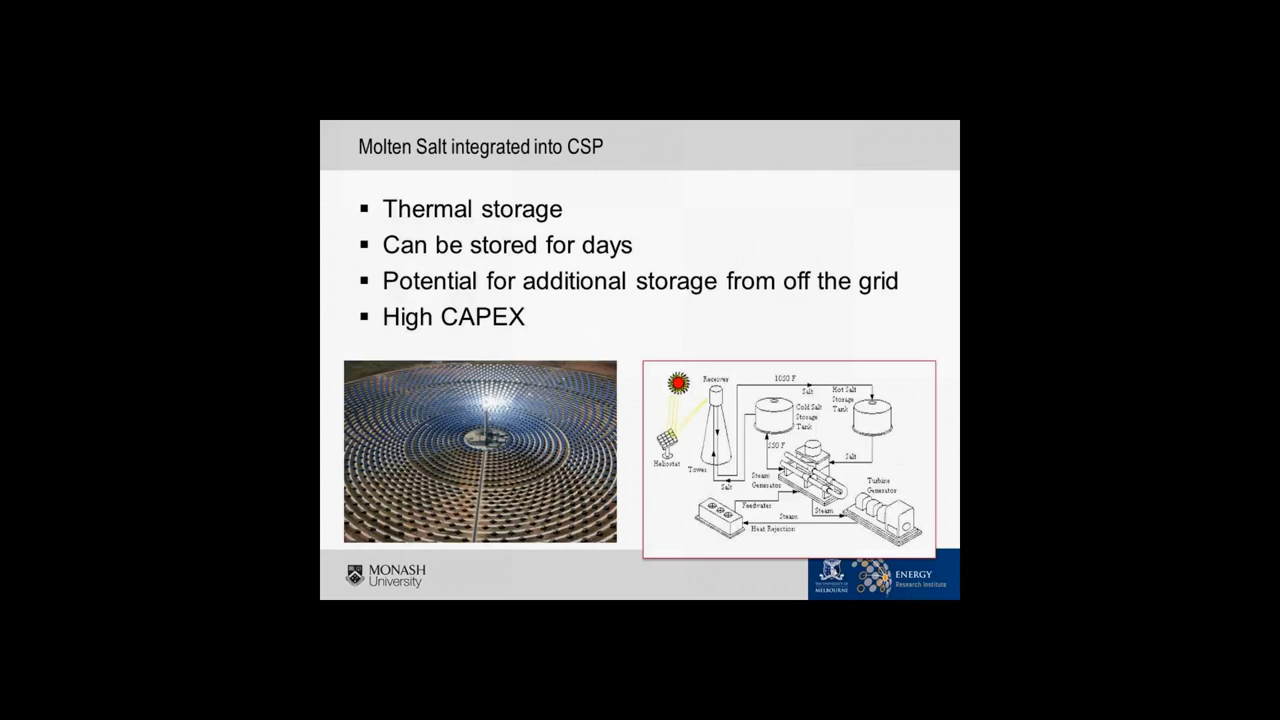 Molten Salt integrated into CSP
Thermal storage
Can be stored for days
Potential for additional storage from off the grid
High CAPEX
Receiver
1050 F
Salt
Hot Salt
Storage
Tank
Cold Salt
Storage
Tank
550 F
Heliostat
Tower
Salt
Steam
Generator
Salt
Turbine
Generator
Feedwater
Steam
Steam
Heat Rejection
MONASH
University
THE UNIVERSITY OF
MELBOURNE
ENERGY
Research Institute